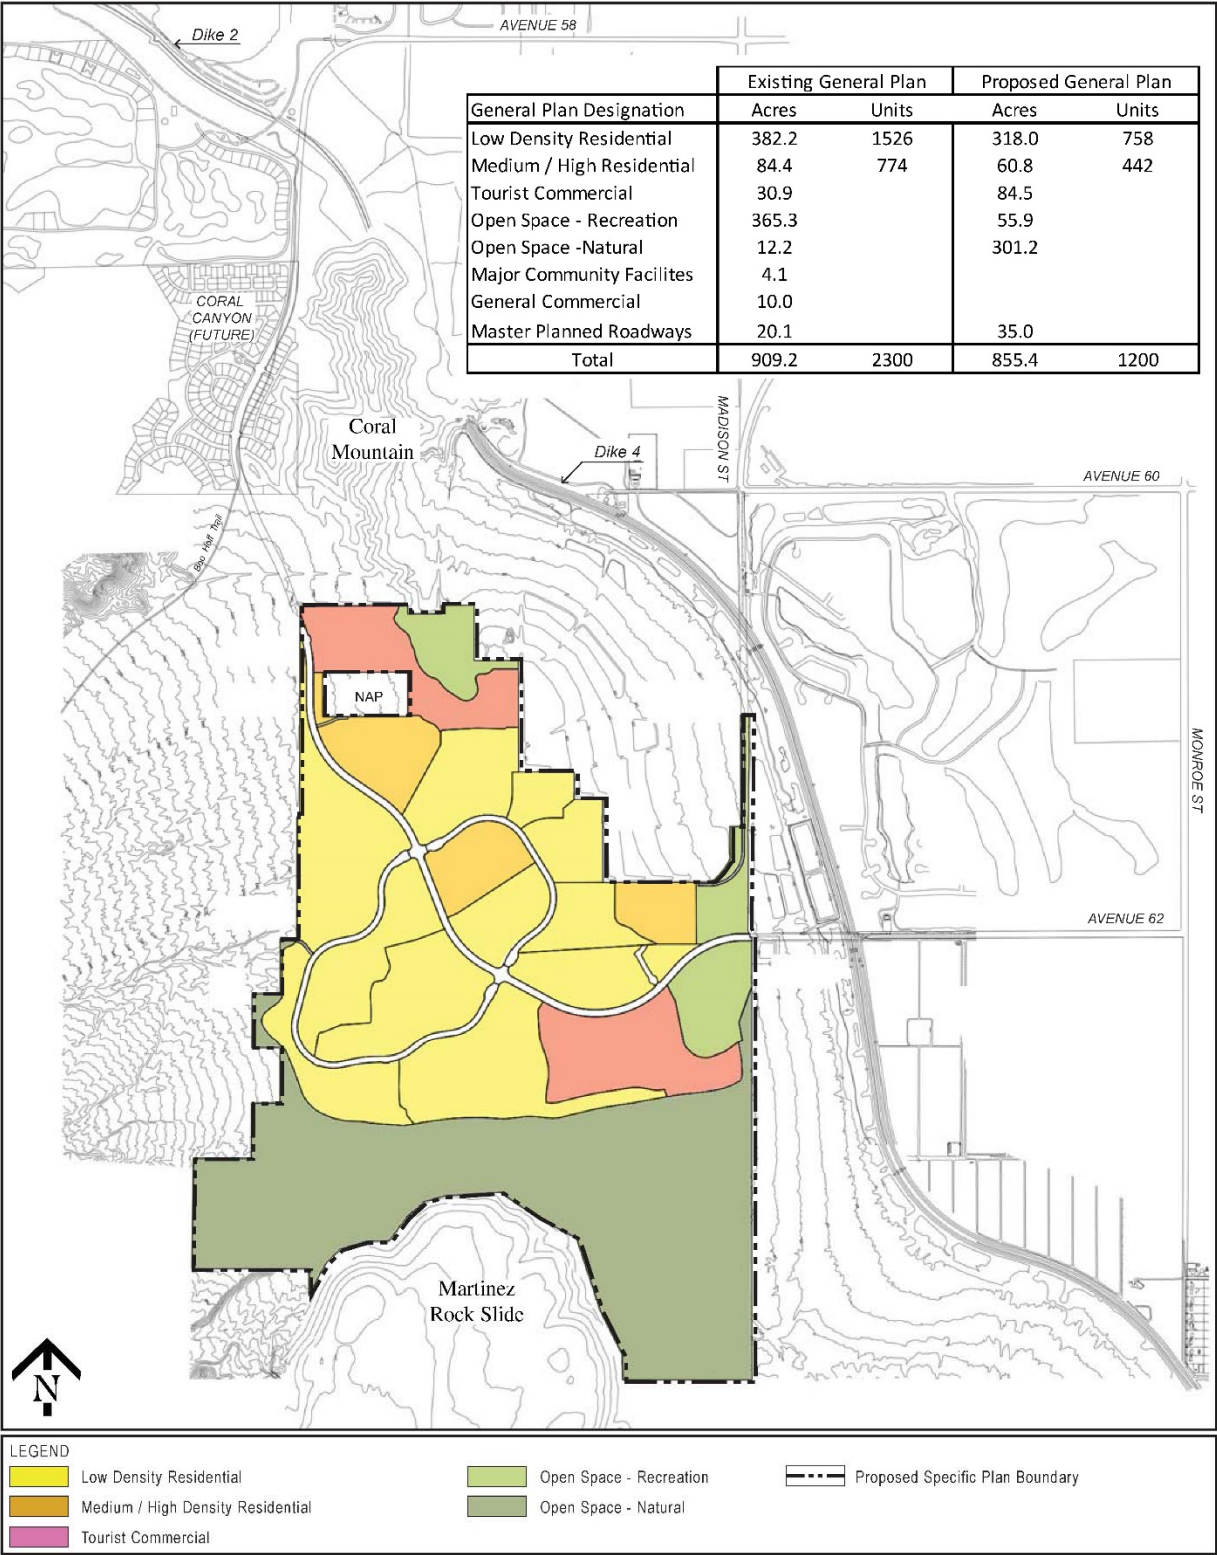 Dike 2
AVENUE 58
Existing General Plan Proposed General Plan
General Plan Designation Acres Units Acres Units
Low Density Residential 382.2 1526 318.0 758
Medium / High Residential 84.4 774 60.8 442
Tourist Commercial 30.9 84.5
Open Space - Recreation 365.3 55.9
Open Space -Natural 12.2 301.2
Major Community Facilites 4.1
General Commercial 10.0
Master Planned Roadways 20.1 35.0
Total 909.2 2300 855.4 1200
CORAL
CANYON
(FUTURE)
Coral
Mountain
MADISON ST
Dike 4
AVENUE 60
Boo Hoff Trail
NAP
MONROE ST
AVENUE 62
Martinez
Rock Slide
N
LEGEND
Low Density Residential
Medium / High Density Residential
Tourist Commercial
Open Space - Recreation
Open Space - Natural
Proposed Specific Plan Boundary